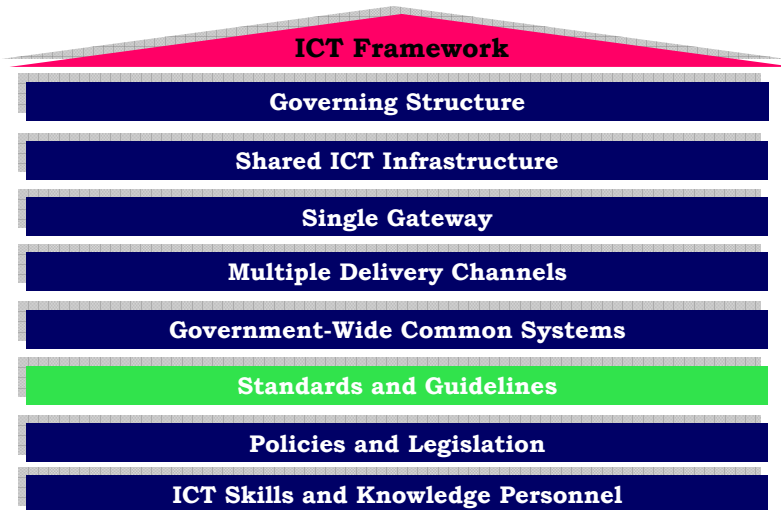 ICT Framework
Governing Structure
Shared ICT Infrastructure
Single Gateway
Multiple Delivery Channels
Government-Wide Common Systems
Standards and Guidelines
Policies and Legislation
ICT Skills and Knowledge Personnel